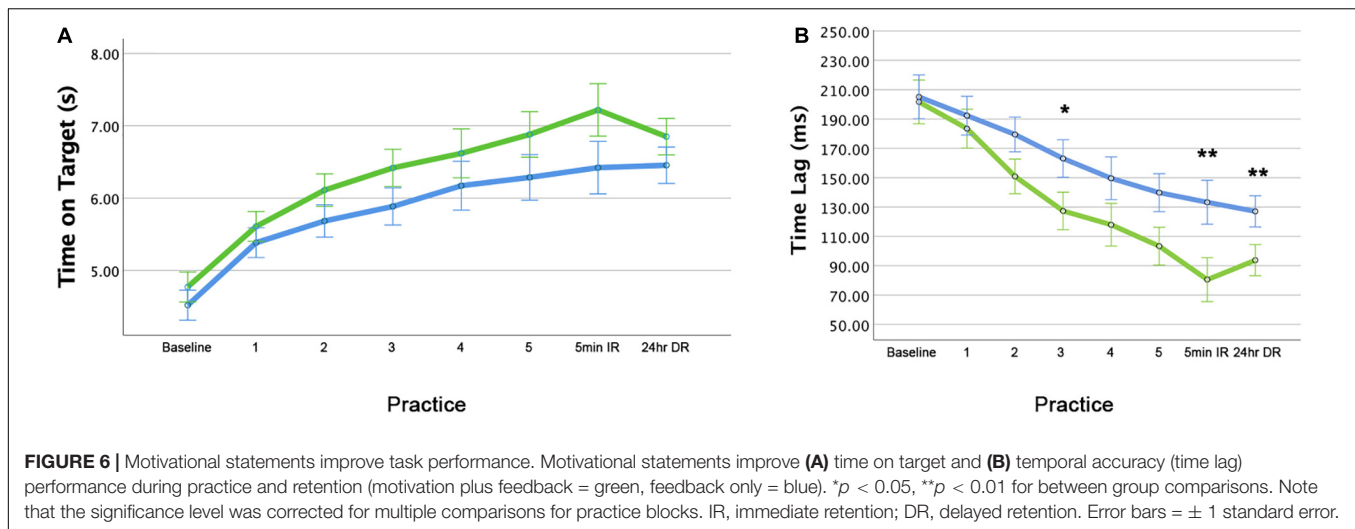 A
Time on Target (s)
8.00
7.00
6.00
5.00
Baseline 1 2 3 4 5 5min IR 24hr DR
Practice
B
Time Lag (ms)
250.00
230.00
210.00
190.00
170.00
150.00
130.00
110.00
90.00
70.00
50.00
*
**
**
Baseline 1 2 3 4 5 5min IR 24hr DR
Practice
FIGURE 6 | Motivational statements improve task performance. Motivational statements improve (A) time on target and (B) temporal accuracy (time lag)
performance during practice and retention (motivation plus feedback = green, feedback only = blue). *p < 0.05, **p < 0.01 for between group comparisons. Note
that the significance level was corrected for multiple comparisons for practice blocks. IR, immediate retention; DR, delayed retention. Error bars = ± 1 standard error.